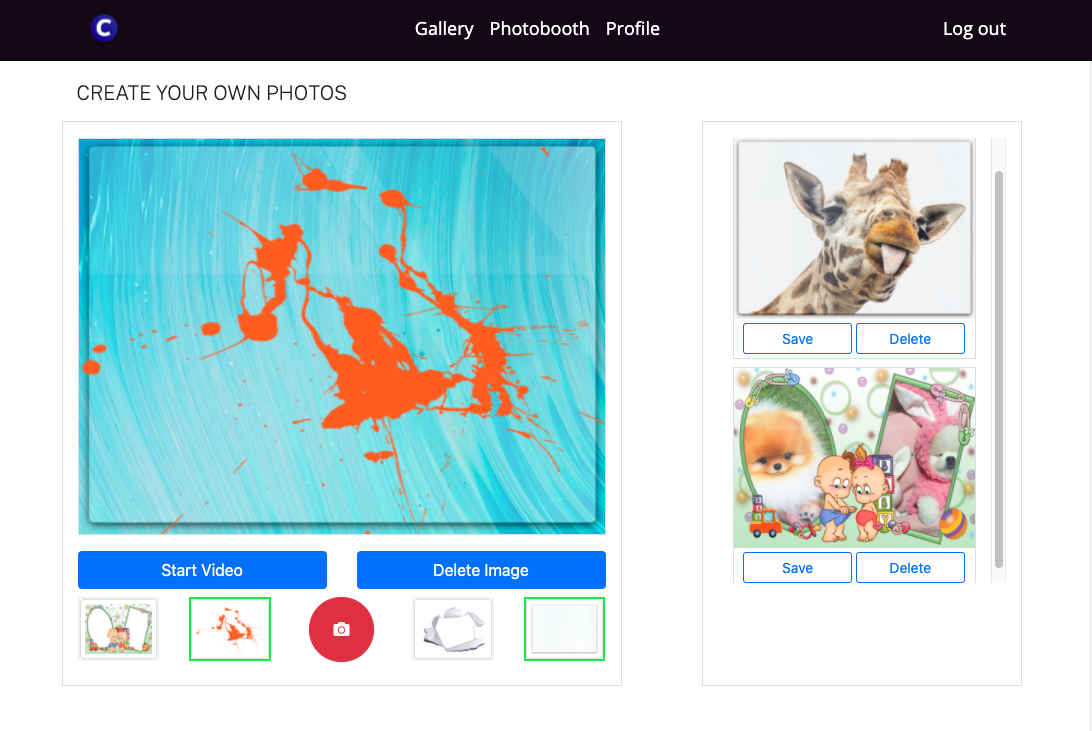 C
Gallery Photobooth Profile
Log out
CREATE YOUR OWN PHOTOS
Start Video
Delete Image
Save
Delete
Save
Delete